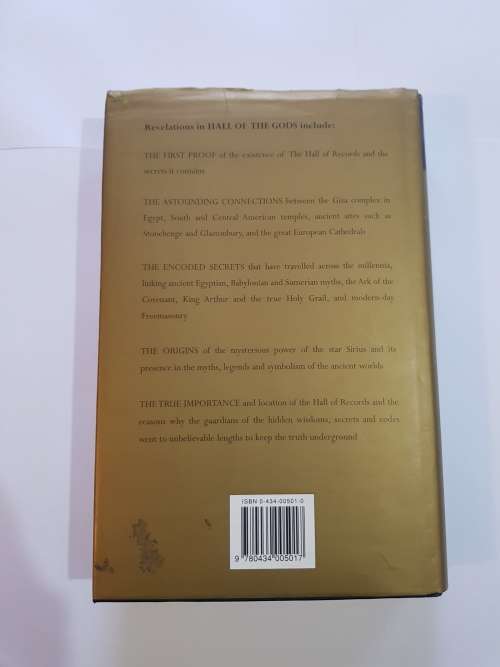 Revelations in HALL OF THE GODS include:
THE FIRST PROOF of the existence of The Hall of Records and the
secrets it contains
THE ASTOUNDING CONNECTIONS between the Giza complex in
Egypt, South and Central American temples, ancient sites such as
Stonehenge and Glastonbury, and the great European Cathedrals
THE ENCODED SECRETS that have travelled across the millennia,
linking ancient Egyptian, Babylonian and Sumerian myths, the Ark of the
Covenant, King Arthur and the true Holy Grail, and modern-day
Freemasonry
THE ORIGINS of the mysterious power of the star Sirius and its
presence in the myths, legends and symbolism of the ancient worlds
THE TRUE IMPORTANCE and location of the Hall of Records and the
reasons why the guardians of the hidden wisdoms, secrets and codes
went to unbelievable lengths to keep the truth underground
ISBN 0-434-00501-0
9 780434 005017